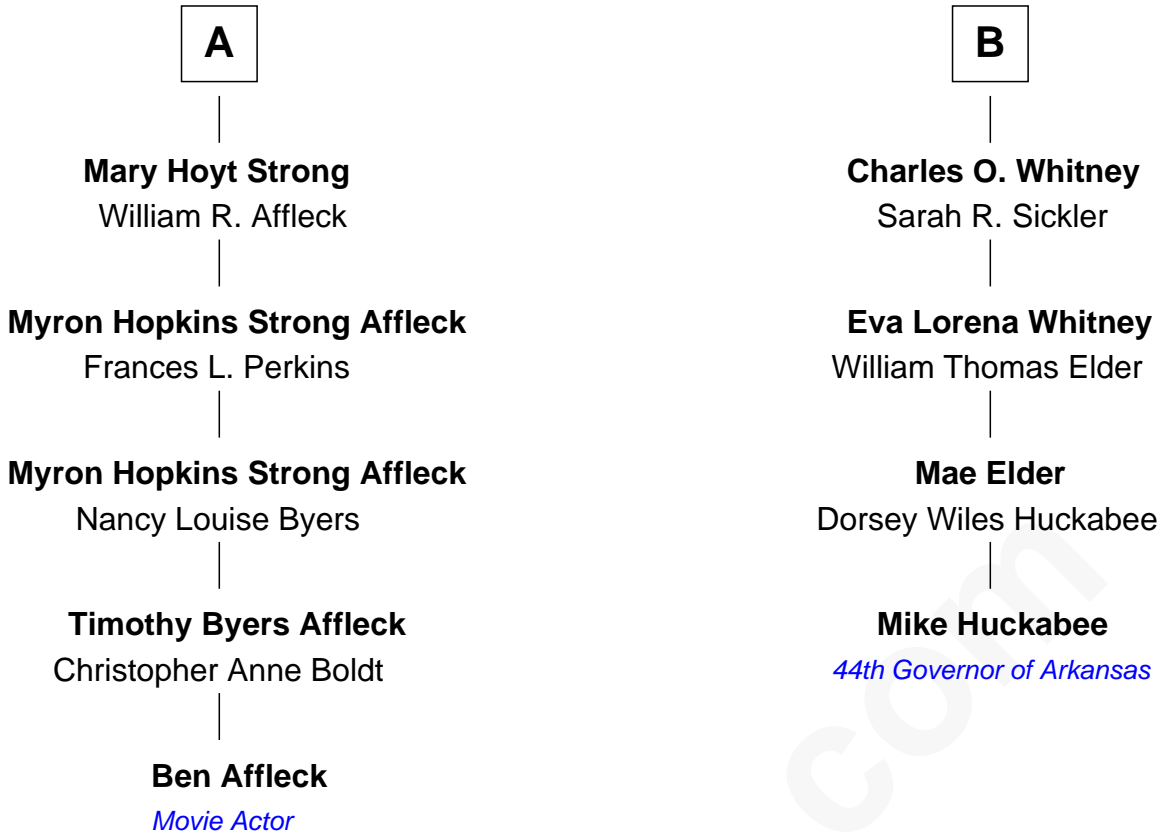 A
Mary Hoyt Strong
William R. Affleck
Myron Hopkins Strong Affleck
Frances L. Perkins
Myron Hopkins Strong Affleck
Nancy Louise Byers
Timothy Byers Affleck
Christopher Anne Boldt
Ben Affleck
Movie Actor
B
Charles O. Whitney
Sarah R. Sickler
Eva Lorena Whitney
William Thomas Elder
Mae Elder
Dorsey Wiles Huckabee
Mike Huckabee
44th Governor of Arkansas
com